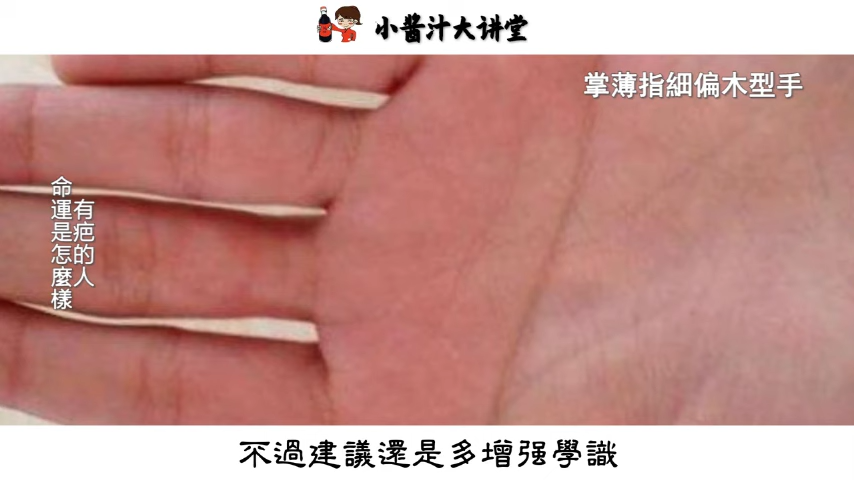 小酱汁大讲堂
掌薄指細偏木型手
有疤的人
命運是怎麼樣
不過建議還是多增强學識